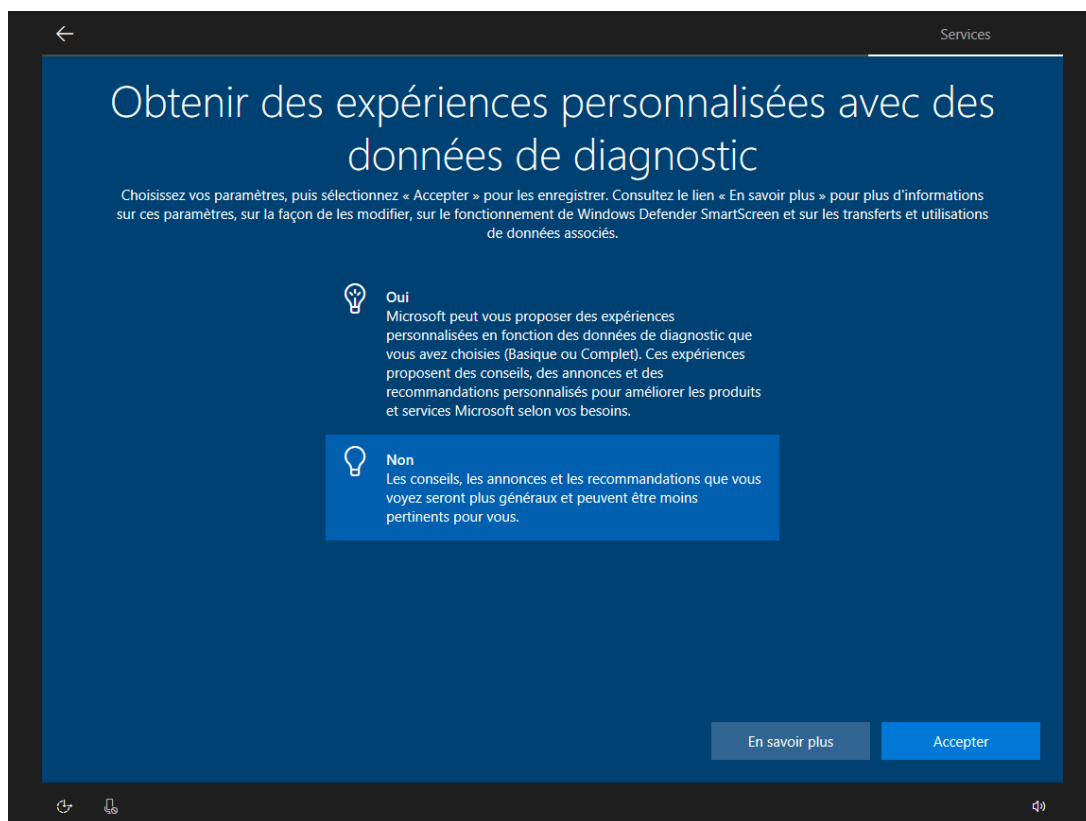 Services
Obtenir des expériences personnalisées avec des
données de diagnostic
Choisissez vos paramètres, puis sélectionnez « Accepter » pour les enregistrer. Consultez le lien « En savoir plus » pour plus d'informations
sur ces paramètres, sur la façon de les modifier, sur le fonctionnement de Windows Defender SmartScreen et sur les transferts et utilisations
de données associés.
Oui
Microsoft peut vous proposer des expériences
personnalisées en fonction des données de diagnostic que
vous avez choisies (Basique ou Complet). Ces expériences
proposent des conseils, des annonces et des
recommandations personnalisés pour améliorer les produits
et services Microsoft selon vos besoins.
Non
Les conseils, les annonces et les recommandations que vous
voyez seront plus généraux et peuvent être moins
pertinents pour vous.
En savoir plus
Accepter